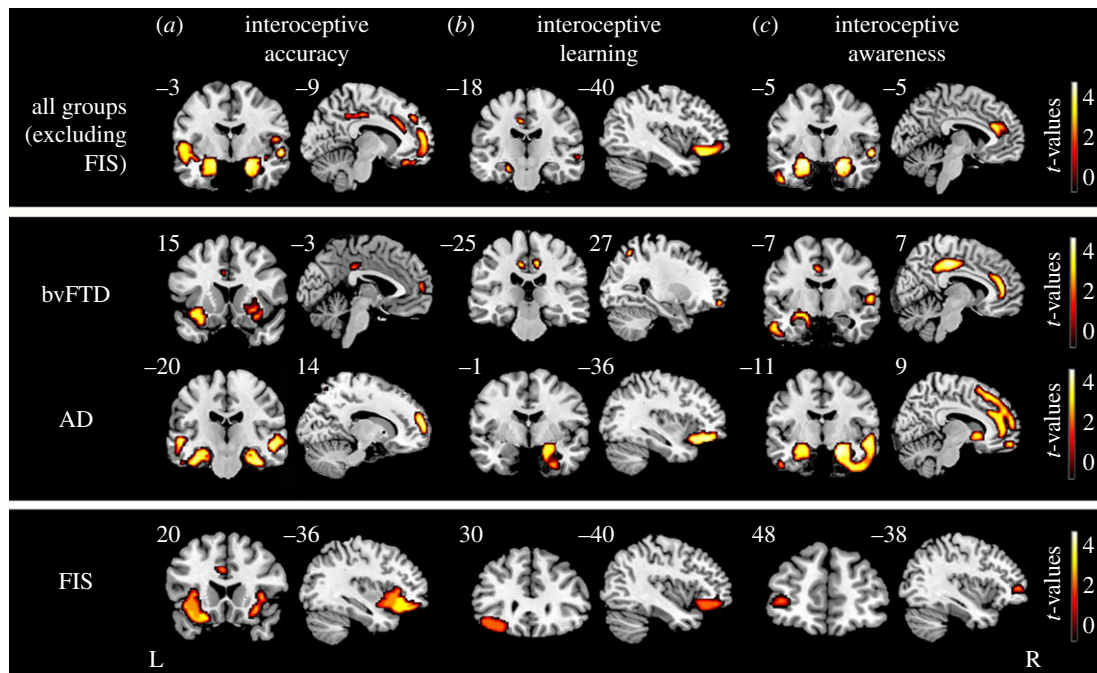 (a) interoceptive accuracy
(b) interoceptive learning
(c) interoceptive awareness
all groups (excluding FIS)
–3 –9 –18 –40 –5 –5
4
2
0
t-values
bvFTD
15 –3 –25 27 –7 7
4
2
0
t-values
AD
–20 14 –1 –36 –11 9
4
2
0
t-values
FIS
20 –36 30 –40 48 –38
4
2
0
t-values
L R